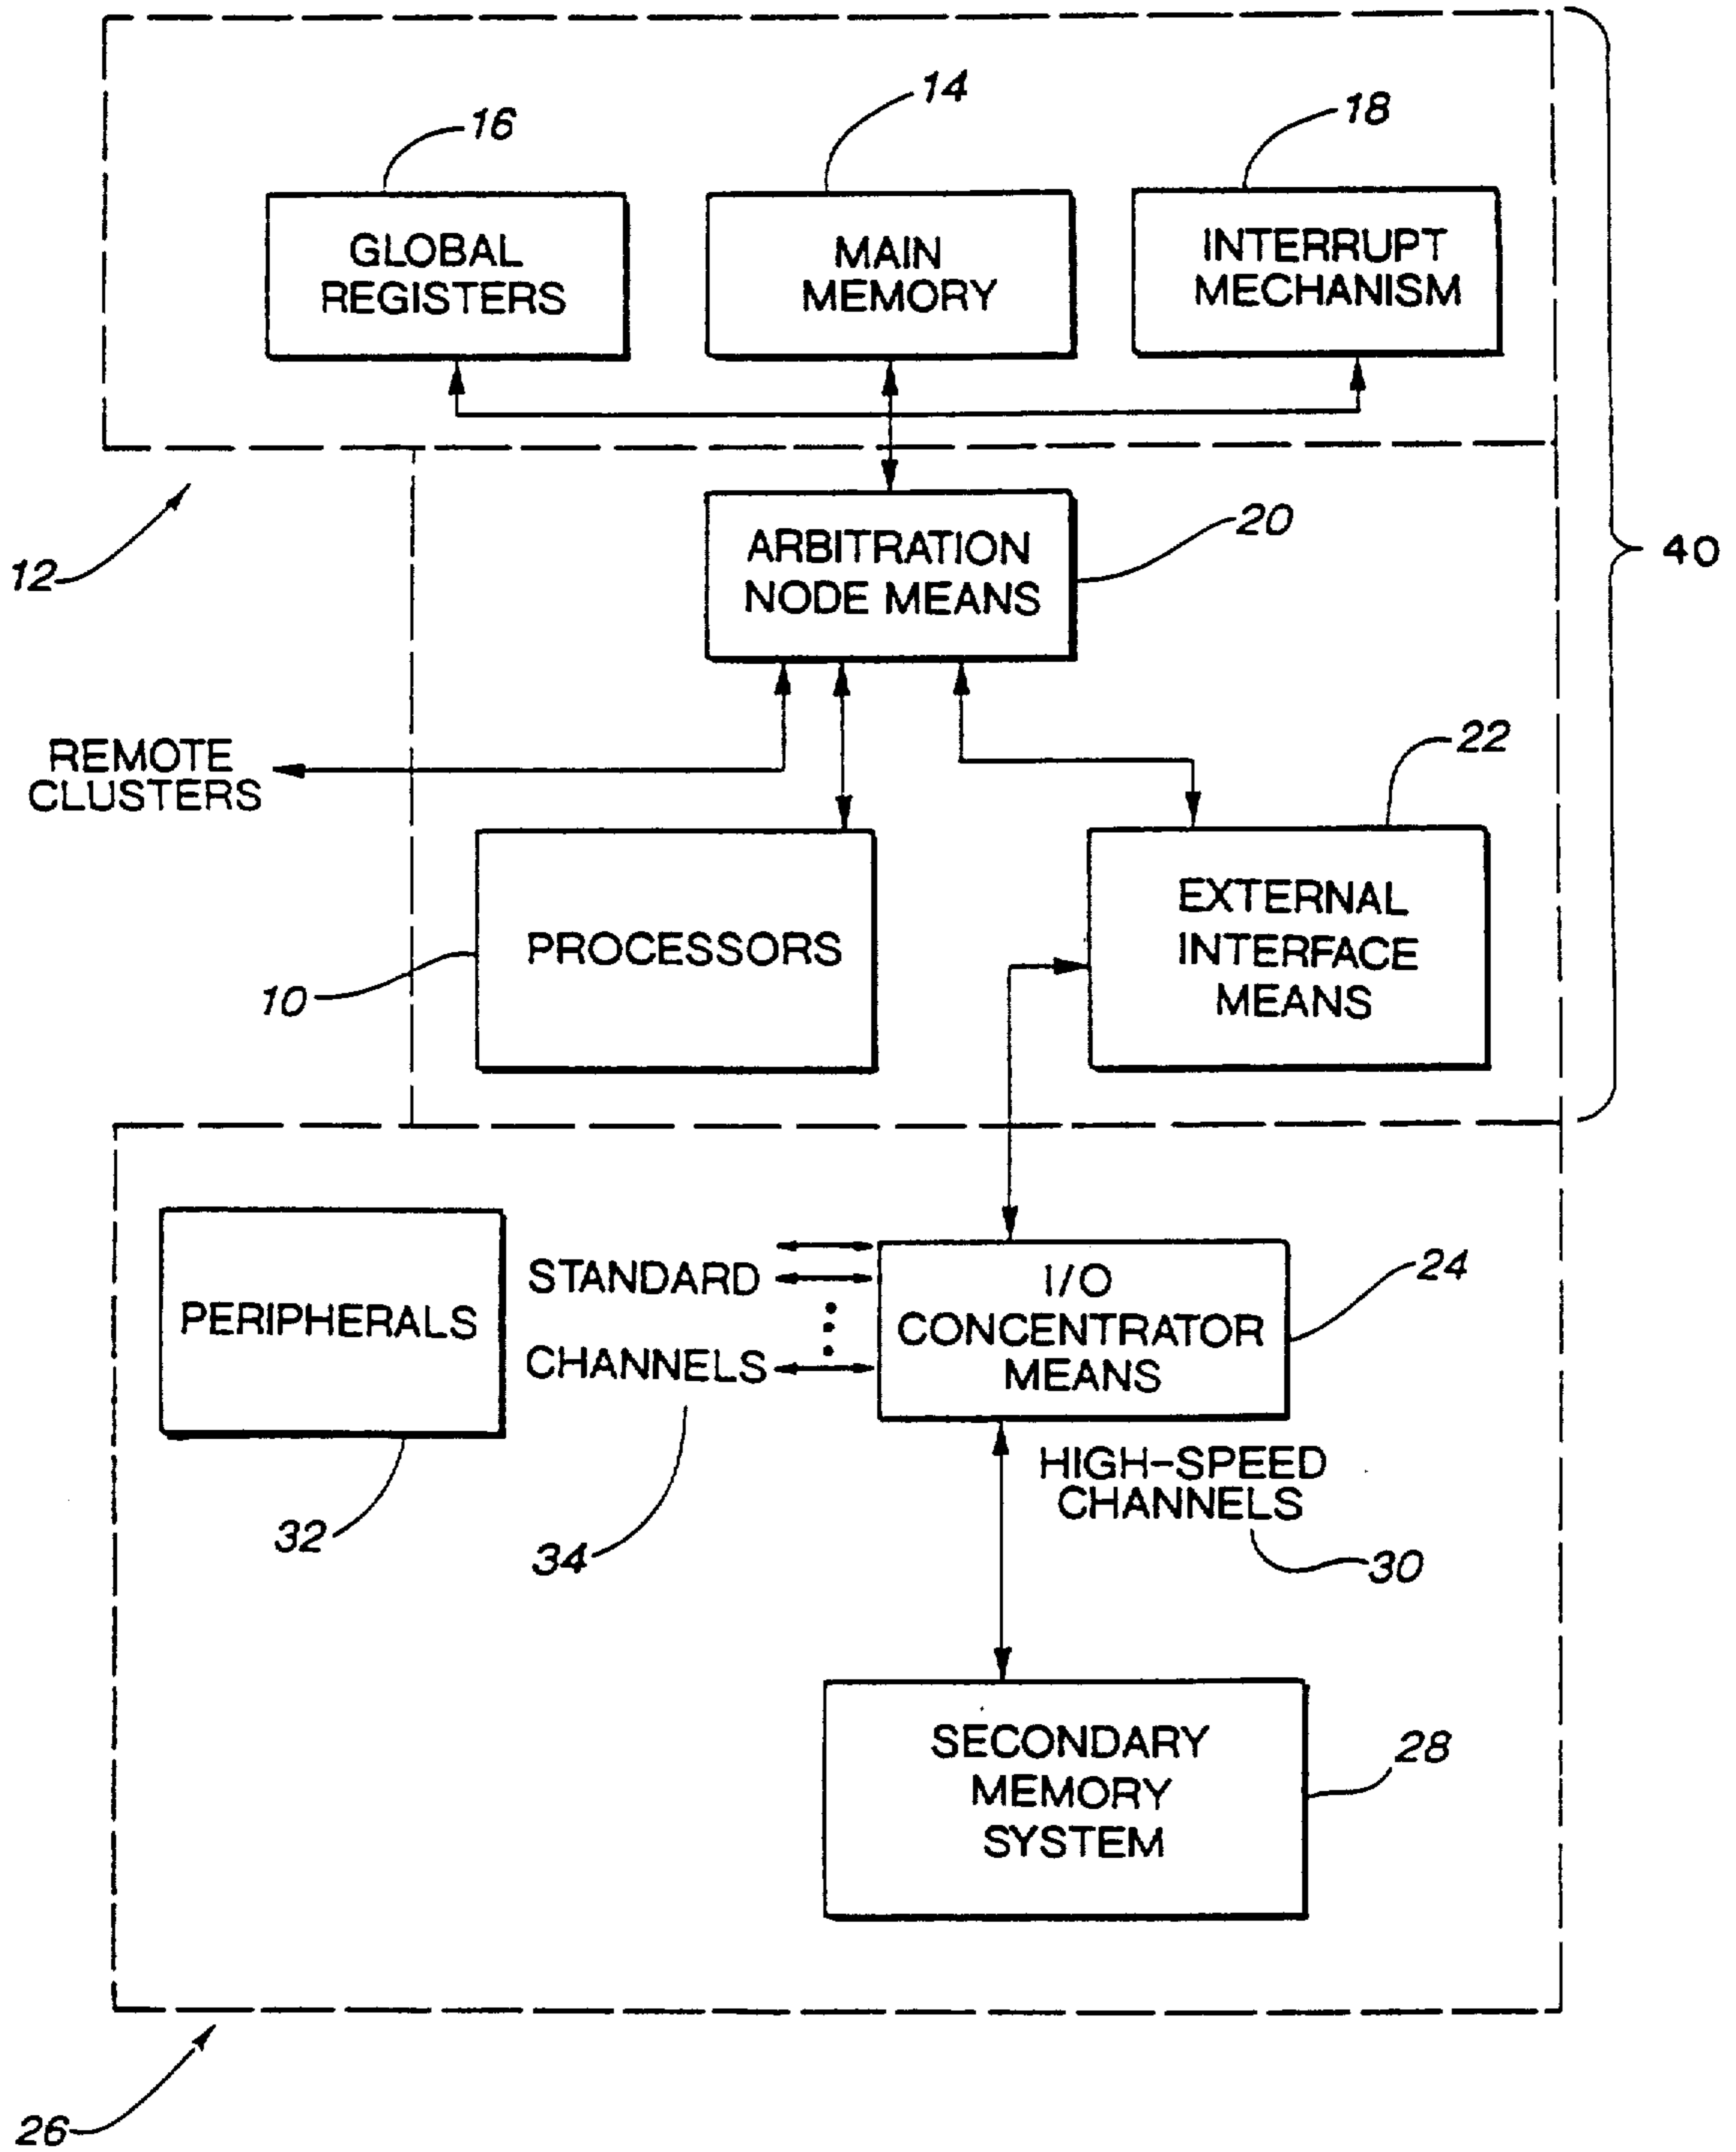 14
16
18
GLOBAL
REGISTERS
MAIN
MEMORY
INTERRUPT
MECHANISM
12
ARBITRATION
NODE MEANS
20
40
REMOTE
CLUSTERS
22
PROCESSORS
10
EXTERNAL
INTERFACE
MEANS
PERIPHERALS
32
STANDARD
CHANNELS
34
I/O
CONCENTRATOR
MEANS
24
HIGH-SPEED
CHANNELS
30
SECONDARY
MEMORY
SYSTEM
28
26